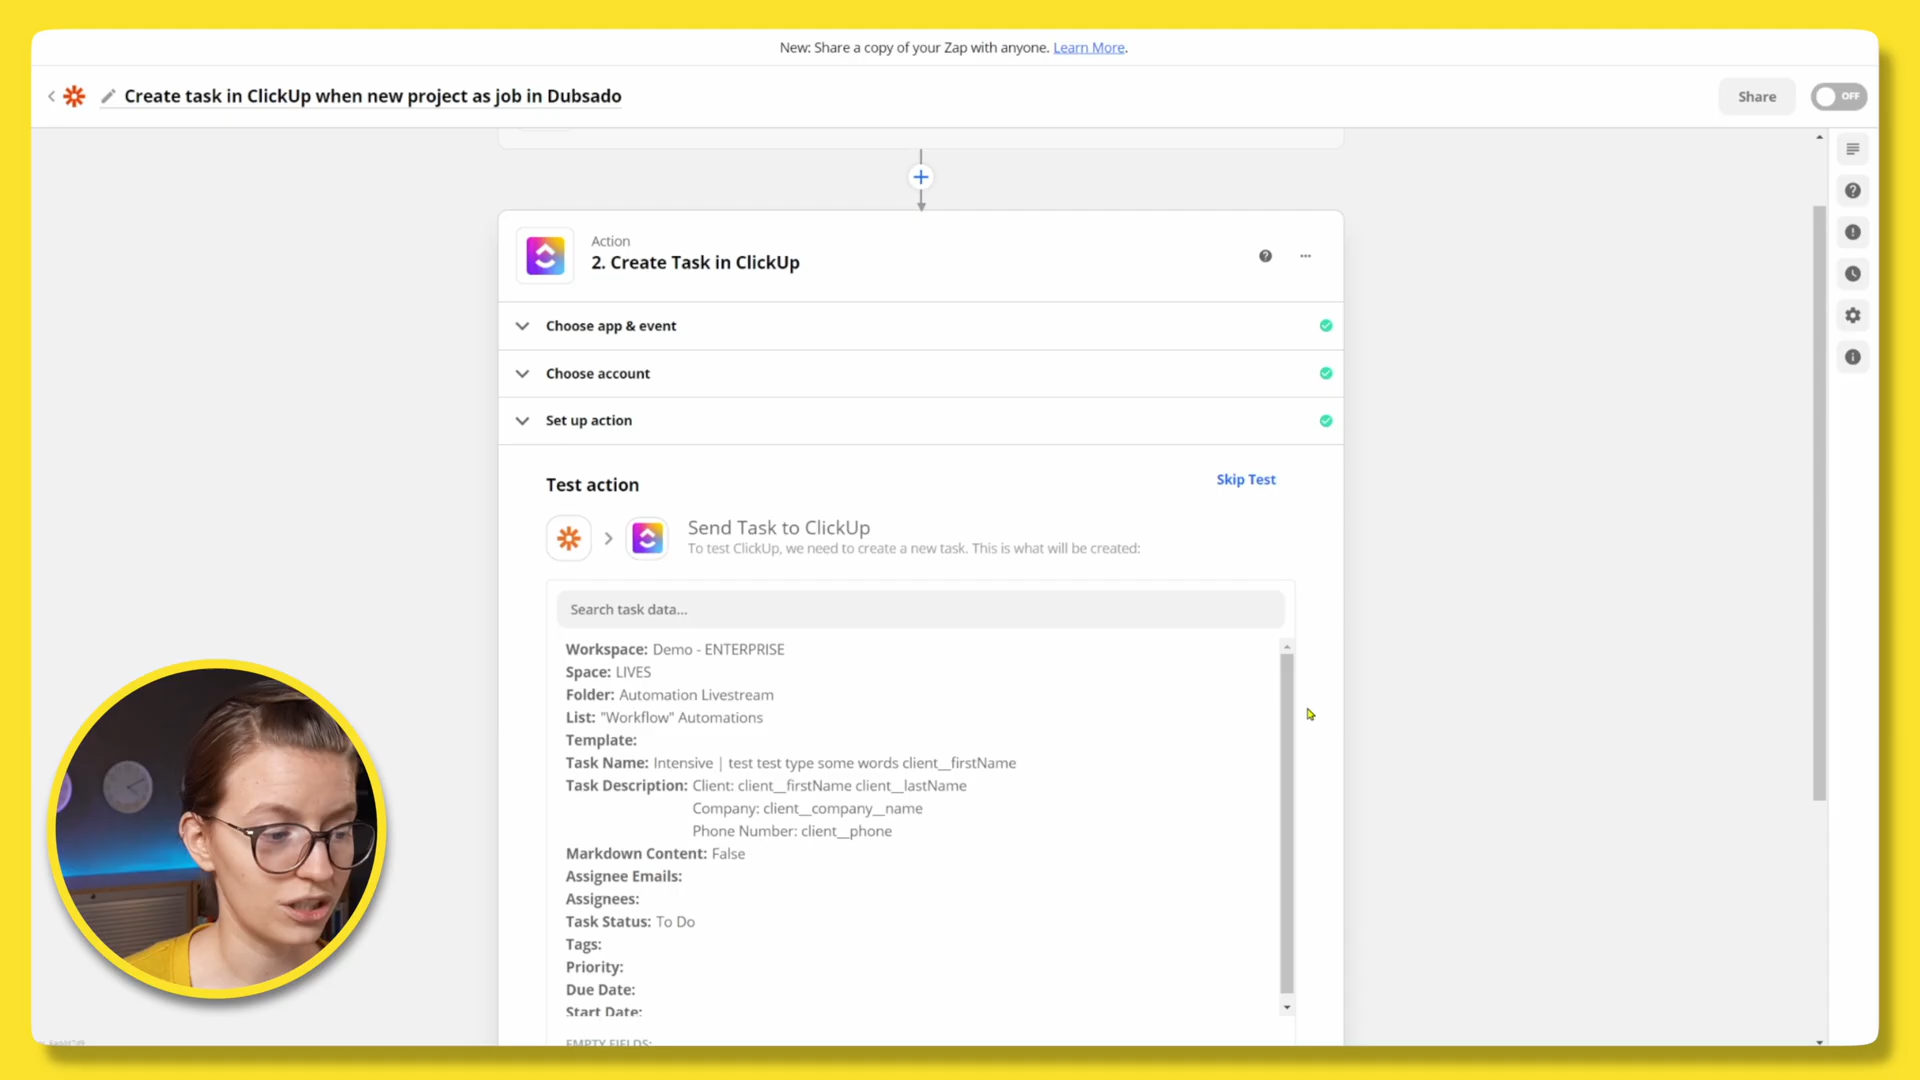 New: Share a copy of your Zap with anyone. Learn More.
Create task in ClickUp when new project as job in Dubsado
Share
OFF
Action
2. Create Task in ClickUp
Choose app & event
Choose account
Set up action
Test action
Skip Test
Send Task to ClickUp
To test ClickUp, we need to create a new task. This is what will be created:
Search task data...
Workspace: Demo - ENTERPRISE
Space: LIVES
Folder: Automation Livestream
List: "Workflow" Automations
Template:
Task Name: Intensive | test test type some words client__firstName
Task Description: Client: client__firstName client__lastName
Company: client__company__name
Phone Number: client__phone
Markdown Content: False
Assignee Emails:
Assignees:
Task Status: To Do
Tags:
Priority:
Due Date:
Start Date:
EMPTY FIELDS: